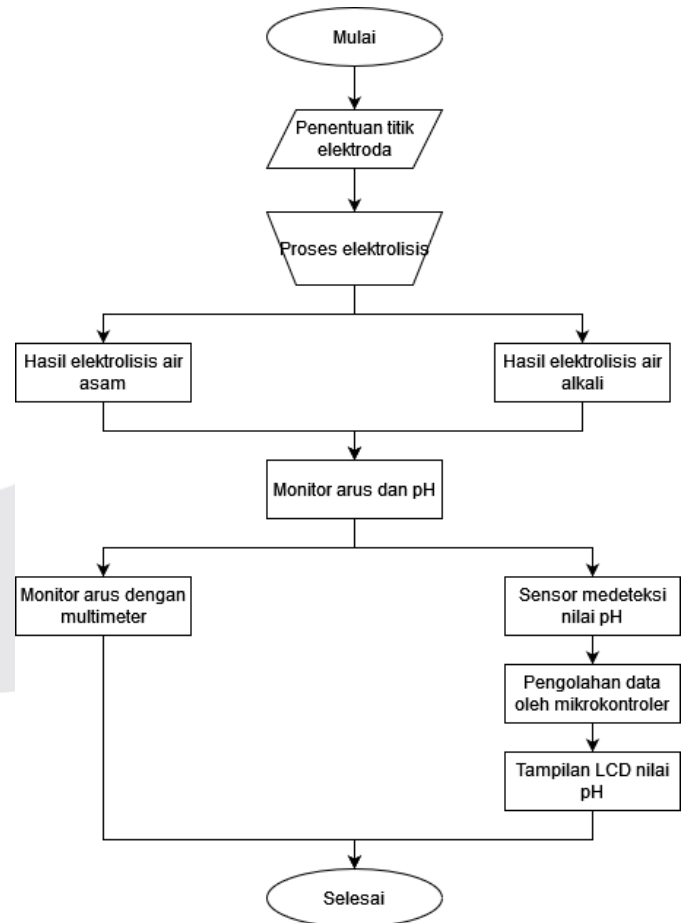 Mulai
Penentuan titik
elektroda
Proses elektrolisis
Hasil elektrolisis air
asam
Hasil elektrolisis air
alkali
Monitor arus dan pH
Monitor arus dengan
multimeter
Sensor medeteksi
nilai pH
Pengolahan data
oleh mikrokontroler
Tampilan LCD nilai
pH
Selesai